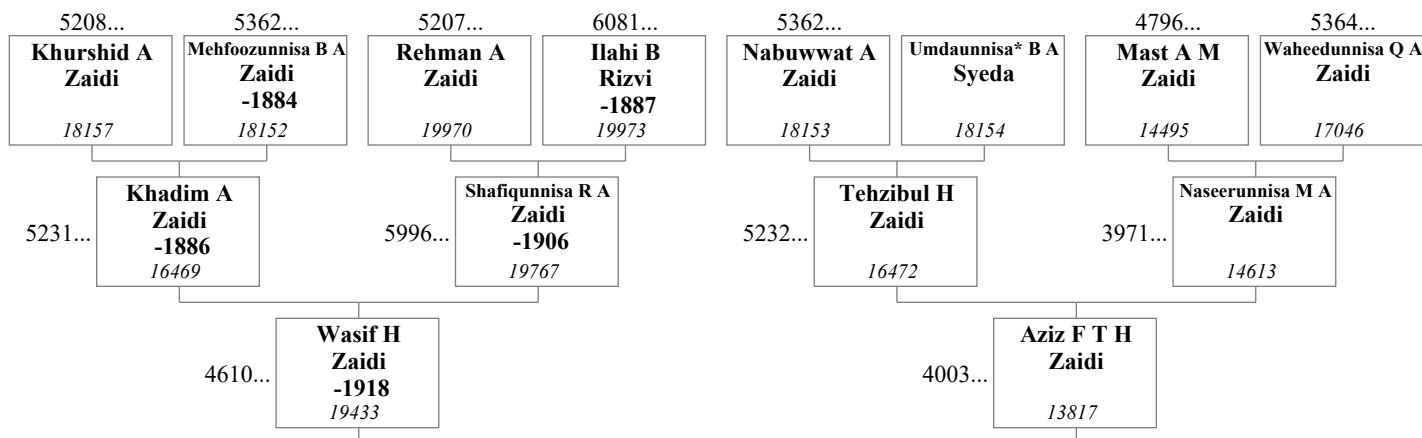 5208... 5362... 5207... 6081... 5362... 4796... 5364...
Khurshid A
Zaidi
18157
Mehfoozunnisa B A
Zaidi
-1884
18152
Rehman A
Zaidi
19970
Ilahi B
Rizvi
-1887
19973
Nabuwwat A
Zaidi
18153
Umdaunnisa* B A
Syeda
18154
Mast A M
Zaidi
14495
Waheedunnisa Q A
Zaidi
17046
5231...
Khadim A
Zaidi
-1886
16469
5996...
Shafiqunnisa R A
Zaidi
-1906
19767
5232...
Tehzibul H
Zaidi
16472
3971...
Naseerunnisa M A
Zaidi
14613
4610...
Wasif H
Zaidi
-1918
19433
4003...
Aziz F T H
Zaidi
13817